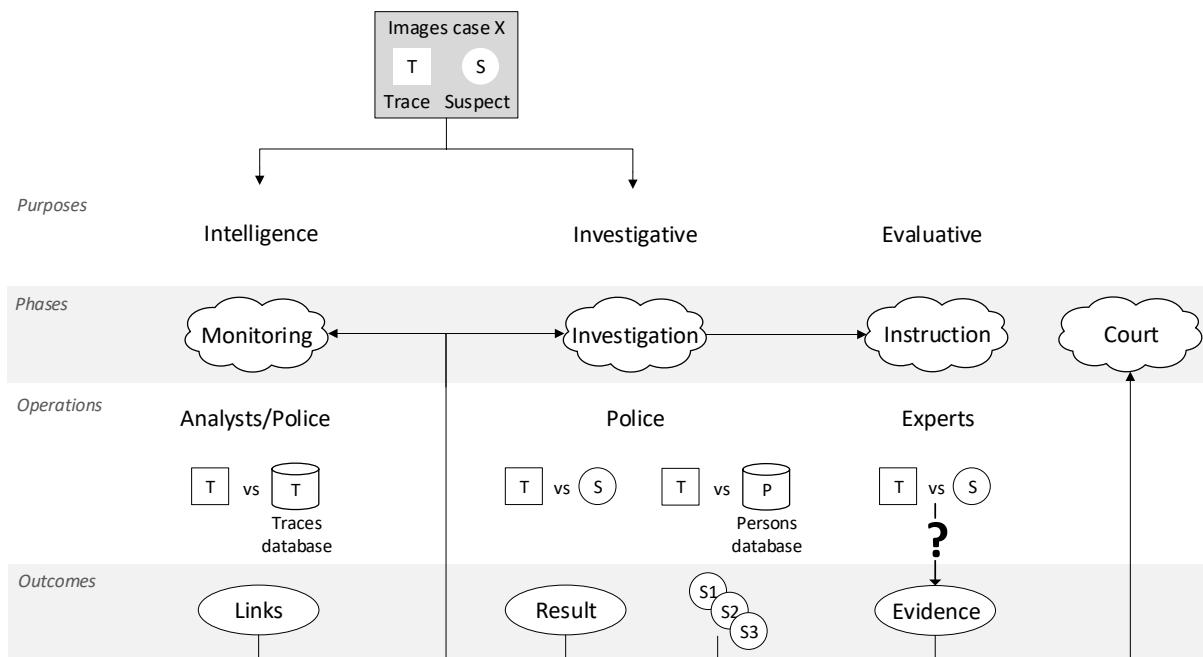 Images case X
T S
Trace Suspect
Purposes
Intelligence Investigative Evaluative
Phases
Monitoring Investigation Instruction Court
Operations
Analysts/Police Police Experts
T vs T T vs S T vs P T vs S
Traces database
Persons database
?
Outcomes
Links Result S1 S2 S3 Evidence